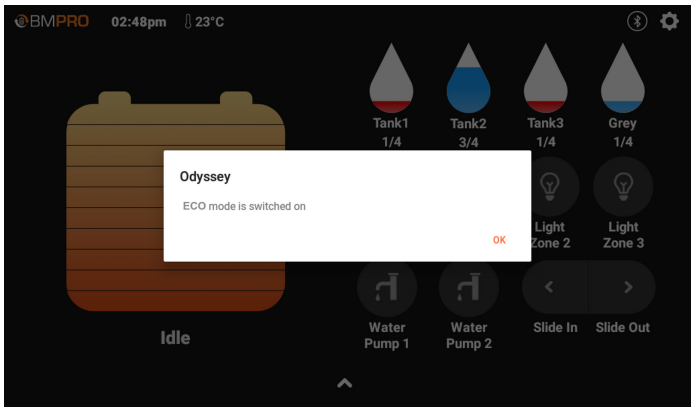 BMPRO 02:48pm 23°C
Tank1 Tank2 Tank3 Grey
1/4 3/4 1/4 1/4
Odyssey
ECO mode is switched on
OK
Light Light
Zone 2 Zone 3
Idle
Water Water Slide In Slide Out
Pump 1 Pump 2